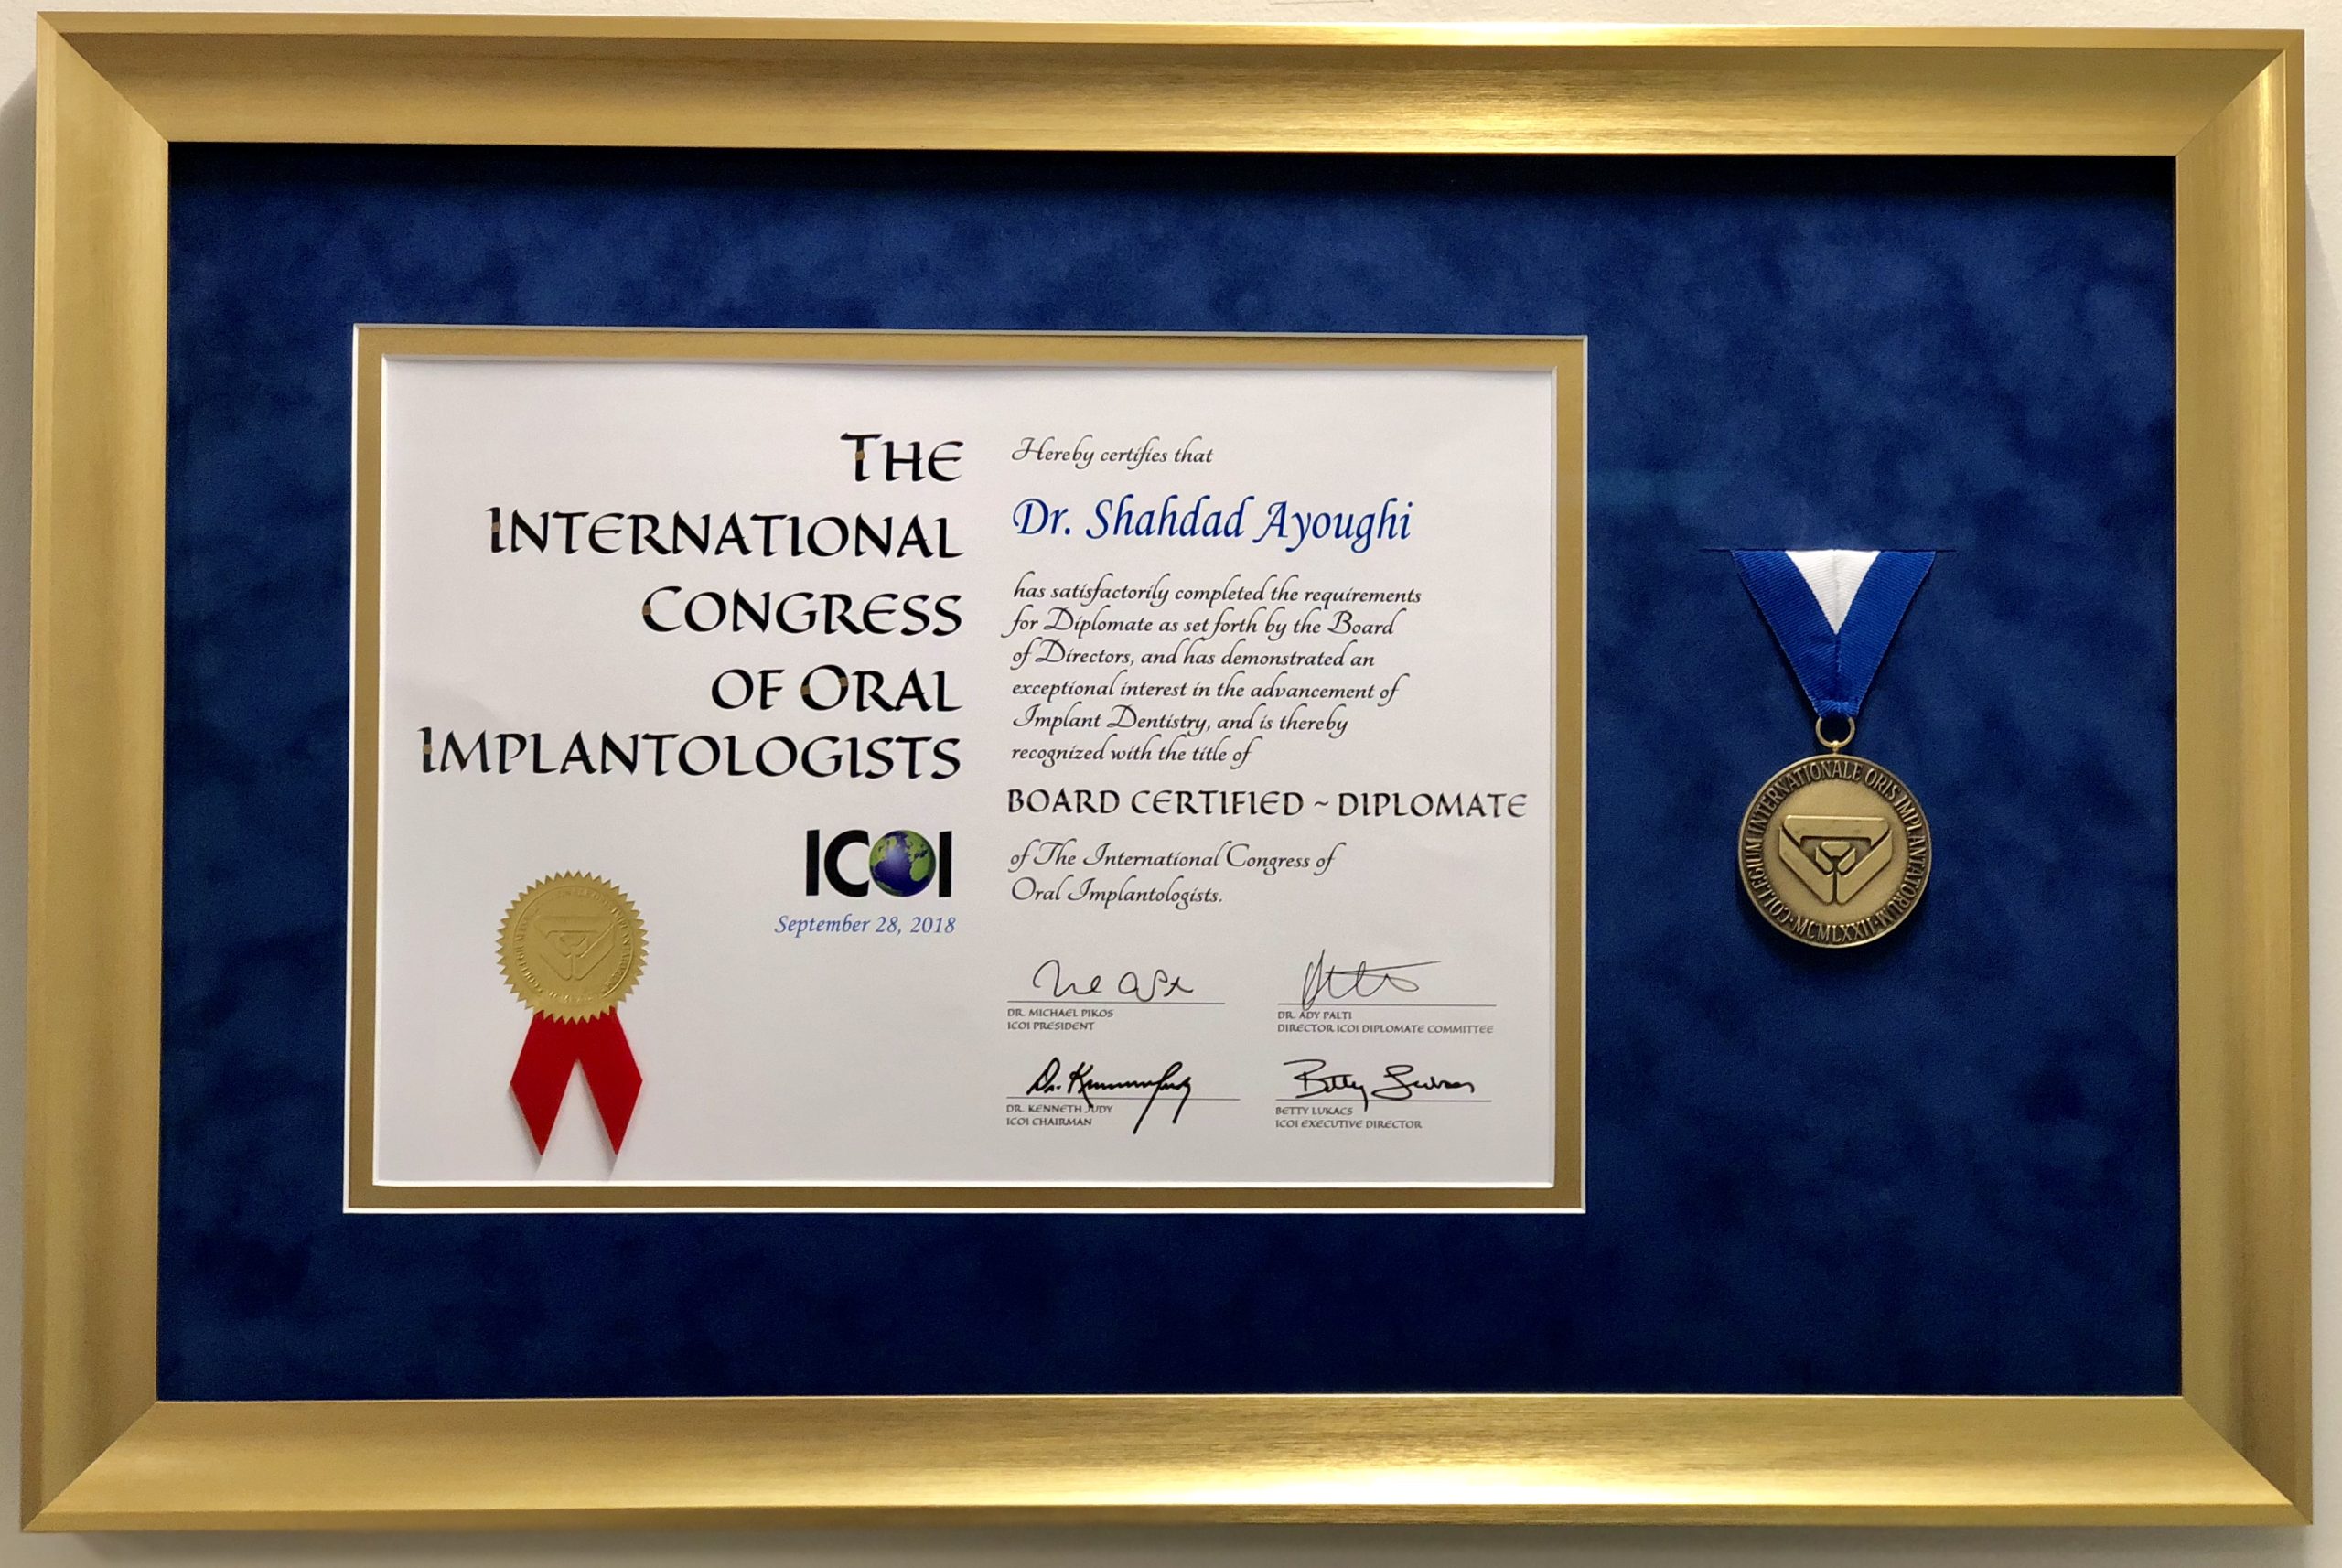 THE
INTERNATIONAL
CONGRESS
OF ORAL
IMPLANTOLOGISTS
ICOI
September 28, 2018
Hereby certifies that
Dr. Shahdad Ayoughi
has satisfactorily completed the requirements
for Diplomate as set forth by the Board
of Directors, and has demonstrated an
exceptional interest in the advancement of
Implant Dentistry, and is thereby
recognized with the title of
BOARD CERTIFIED ~ DIPLOMATE
of The International Congress of
Oral Implantologists.
DR. MICHAEL PIKOS
ICOI PRESIDENT
DR. ADY PALTI
DIRECTOR ICOI DIPLOMATE COMMITTEE
DR. KENNETH JUDY
ICOI CHAIRMAN
BETTY LUKACS
ICOI EXECUTIVE DIRECTOR
COLLEGIUM INTERNATIONALE ORIS IMPLANTATORUM
MCMLXXII